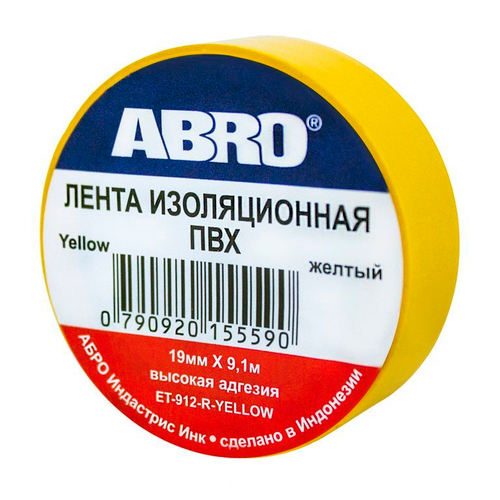 ABRO®
ЛЕНТА ИЗОЛЯЦИОННАЯ
ПВХ
Yellow
желтый
0 790920 155590
19мм X 9,1м
высокая адгезия
ET-912-R-YELLOW
АБРО Индастрис Инк • сделано в Индонезии